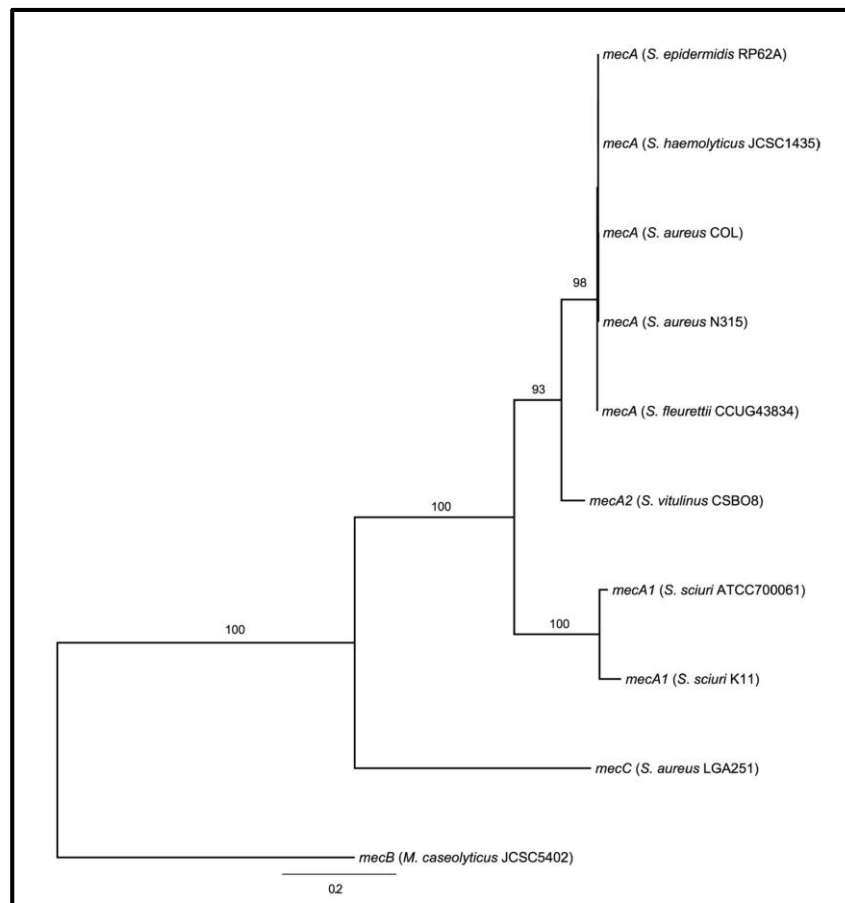 mecA (S. epidermidis RP62A)
mecA (S. haemolyticus JCSC1435)
mecA (S. aureus COL)
98
mecA (S. aureus N315)
93
mecA (S. fleurettii CCUG43834)
mecA2 (S. vitulinus CSBO8)
100
mecA1 (S. sciuri ATCC700061)
100
100
mecA1 (S. sciuri K11)
mecC (S. aureus LGA251)
mecB (M. caseolyticus JCSC5402)
02